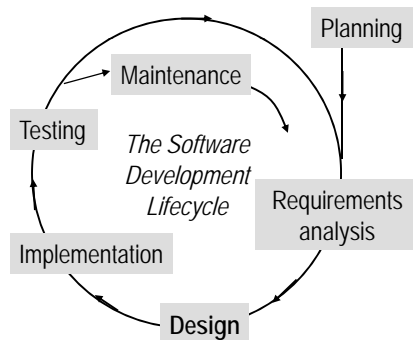 Planning
Maintenance
Testing
The Software
Development
Lifecycle
Requirements
analysis
Implementation
Design